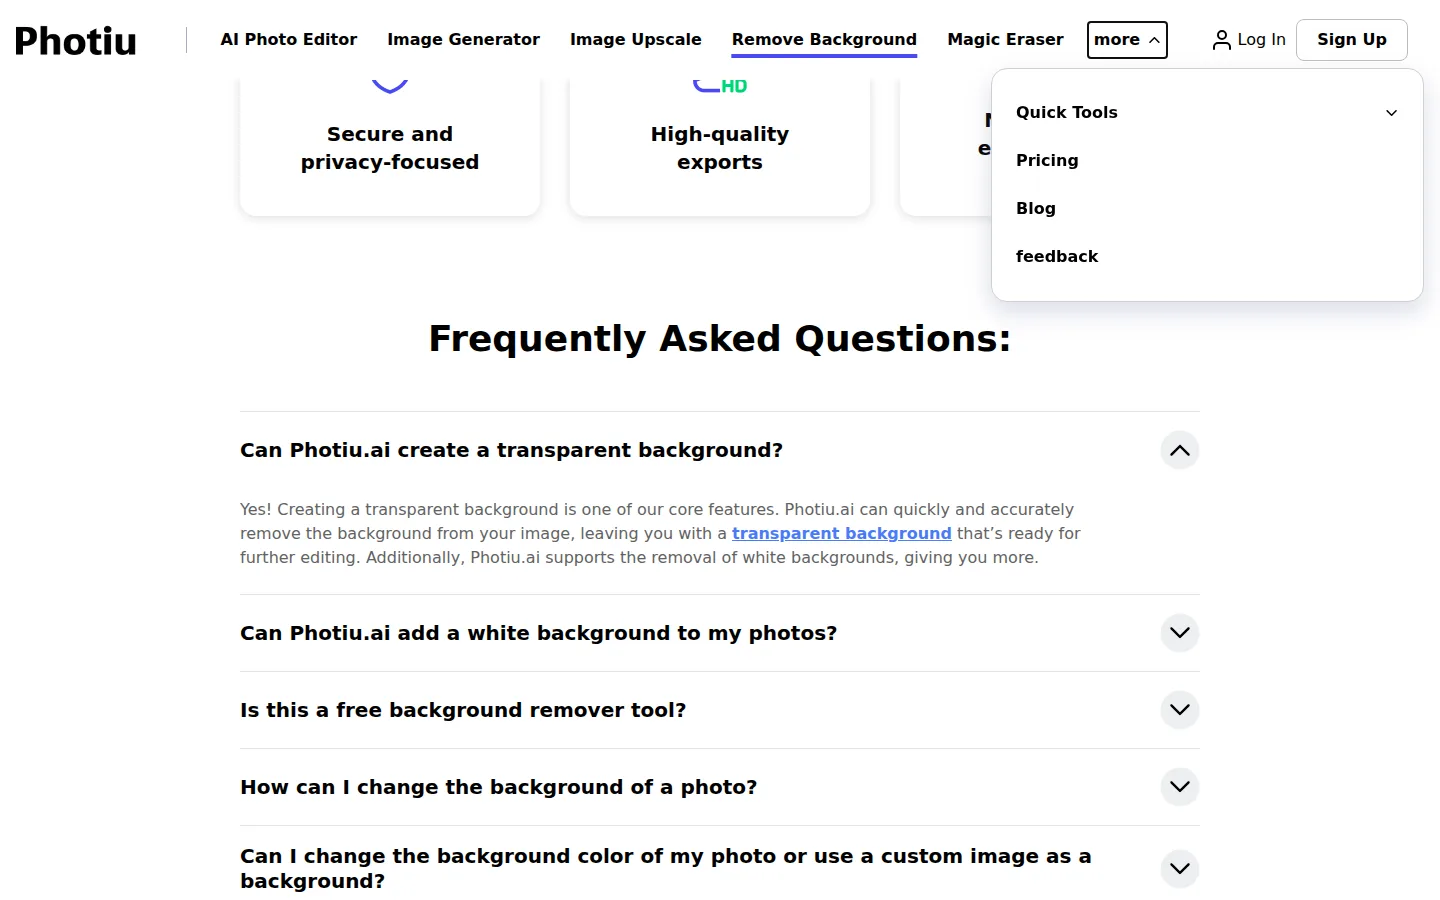 Photiu
AI Photo Editor
Image Generator
Image Upscale
Remove Background
Magic Eraser
more
Log In
Sign Up
Quick Tools
Pricing
Blog
feedback
HD
Secure and
privacy-focused
High-quality
exports
Frequently Asked Questions:
Can Photiu.ai create a transparent background?
Yes! Creating a transparent background is one of our core features. Photiu.ai can quickly and accurately
remove the background from your image, leaving you with a transparent background that’s ready for
further editing. Additionally, Photiu.ai supports the removal of white backgrounds, giving you more.
Can Photiu.ai add a white background to my photos?
Is this a free background remover tool?
How can I change the background of a photo?
Can I change the background color of my photo or use a custom image as a
background?